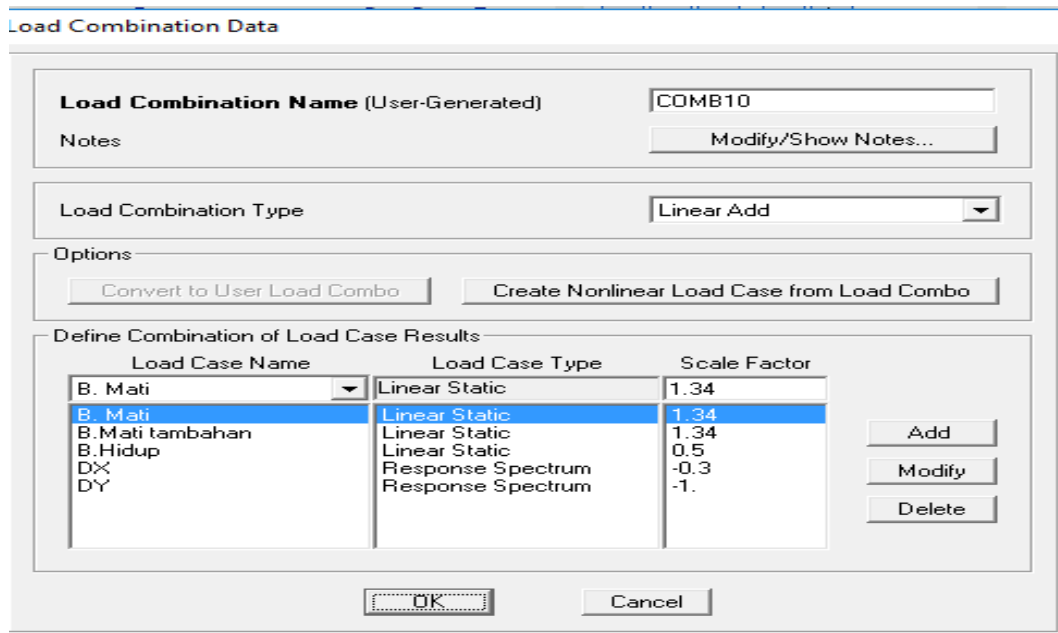 Load Combination Data
Load Combination Name (User-Generated) COMB10
Notes Modify/Show Notes...
Load Combination Type Linear Add
Options
Convert to User Load Combo Create Nonlinear Load Case from Load Combo
Define Combination of Load Case Results
Load Case Name Load Case Type Scale Factor
B. Mati Linear Static 1.34
B. Mati Linear Static 1.34
B.Mati tambahan Linear Static 1.34
B.Hidup Linear Static 0.5
DX Response Spectrum -0.3
DY Response Spectrum -1.
Add
Modify
Delete
OK Cancel